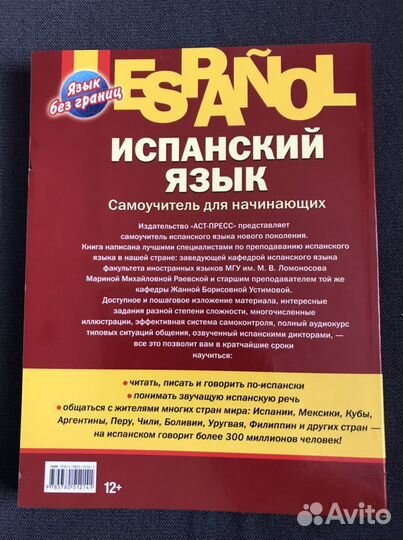 Язык
без границ
ESPAÑOL
ИСПАНСКИЙ
ЯЗЫК
Самоучитель для начинающих
Издательство «АСТ-ПРЕСС» представляет
самоучитель испанского языка нового поколения.
Книга написана лучшими специалистами по преподаванию испанского
языка в нашей стране: заведующей кафедрой испанского языка
факультета иностранных языков МГУ им. М. В. Ломоносова
Мариной Михайловной Раевской и старшим преподавателем той же
кафедры Жанной Борисовной Устимовой.
Доступное и пошаговое изложение материала, интересные
задания разной степени сложности, многочисленные
иллюстрации, эффективная система самоконтроля, полный аудиокурс
типовых ситуаций общения, озвученный испанскими дикторами, —
все это позволит вам в кратчайшие сроки
научиться:
• читать, писать и говорить по-испански
• понимать звучащую испанскую речь
• общаться с жителями многих стран мира: Испании, Мексики, Кубы,
Аргентины, Перу, Чили, Боливии, Уругвая, Филиппин и других стран —
на испанском говорит более 300 миллионов человек!
9 785780 512141
12+
Avito